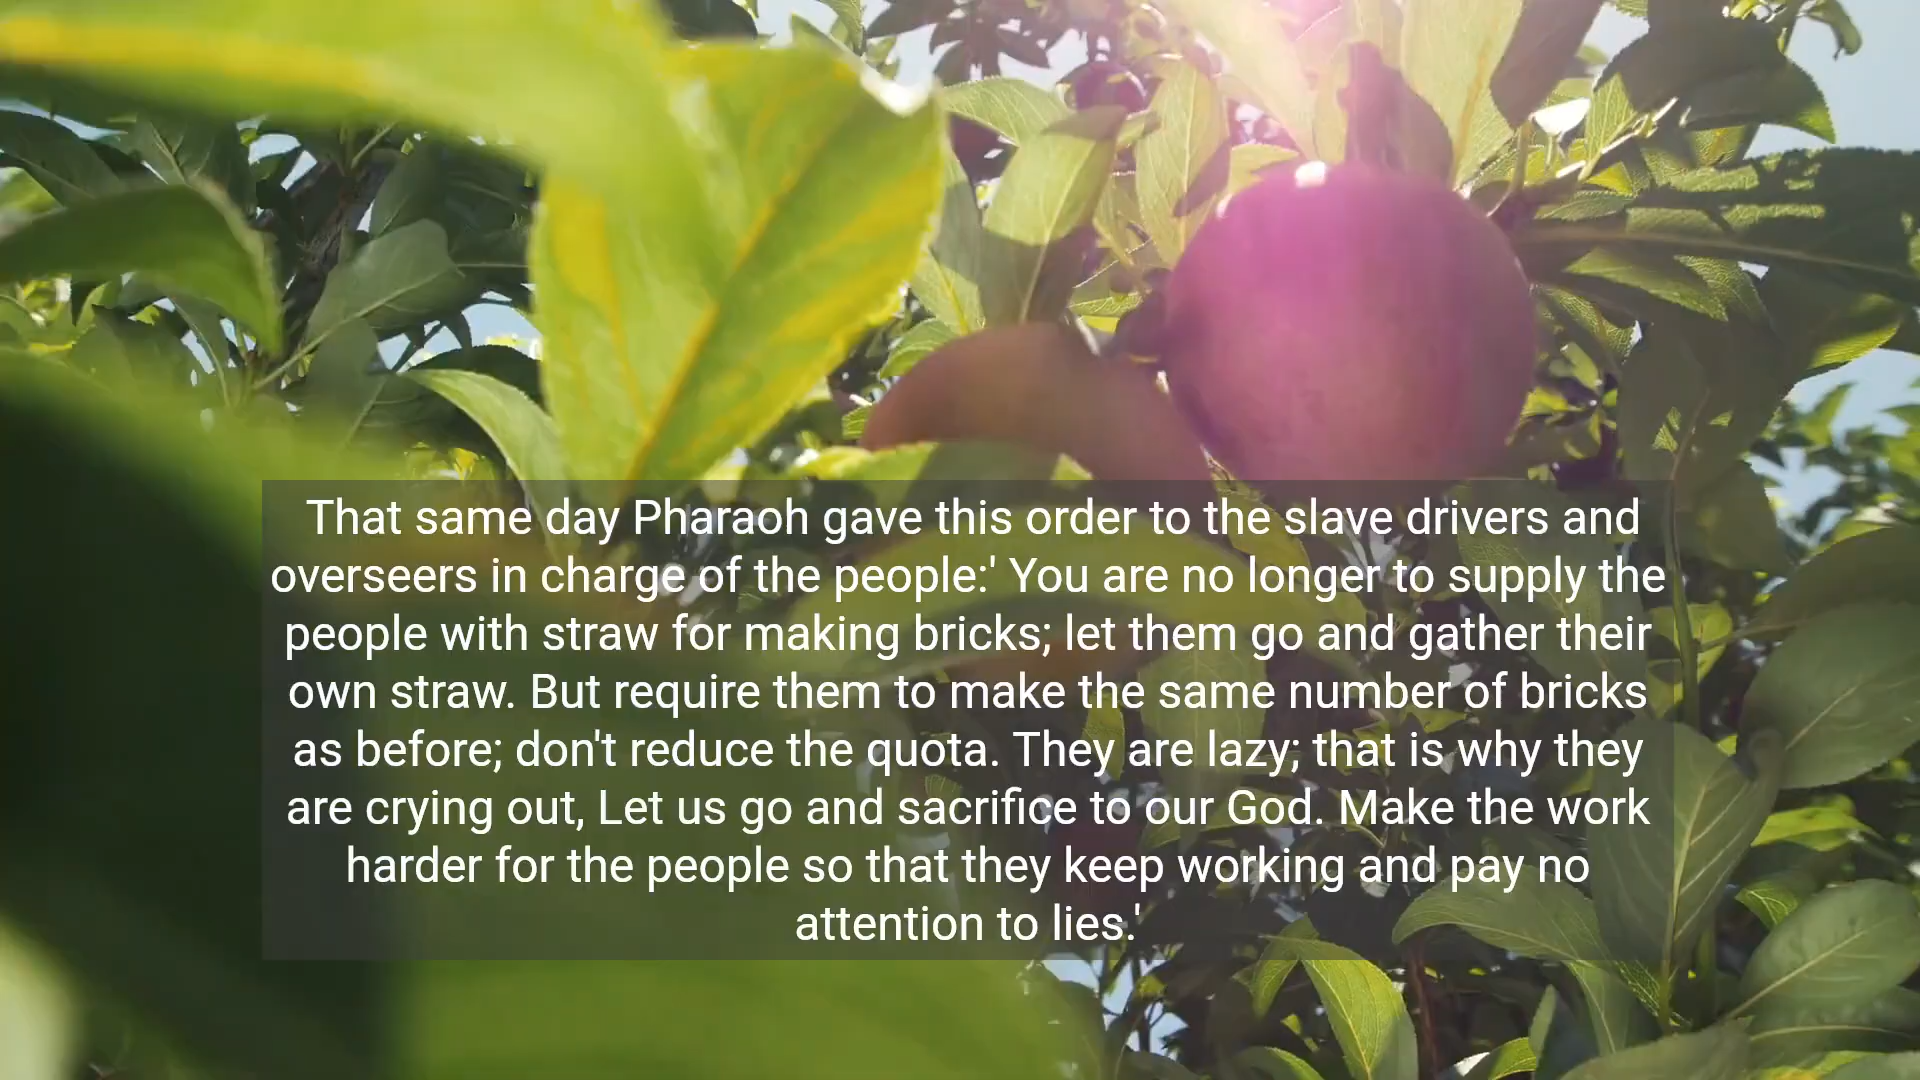 That same day Pharaoh gave this order to the slave drivers and
overseers in charge of the people:' You are no longer to supply the
people with straw for making bricks; let them go and gather their
own straw. But require them to make the same number of bricks
as before; don't reduce the quota. They are lazy; that is why they
are crying out, Let us go and sacrifice to our God. Make the work
harder for the people so that they keep working and pay no
attention to lies.'